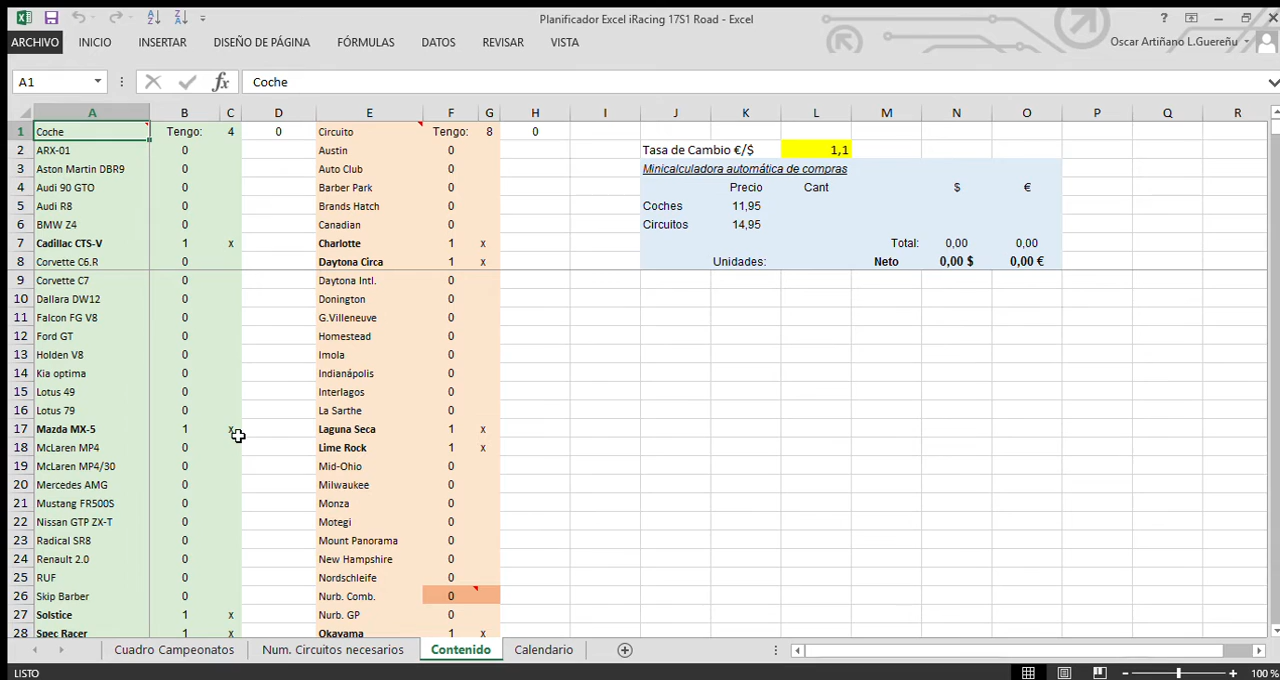 Planificador Excel iRacing 17S1 Road - Excel
ARCHIVO INICIO INSERTAR DISEÑO DE PÁGINA FÓRMULAS DATOS REVISAR VISTA Oscar Artiñano L.Guereñu
A1 fx Coche
A B C D E F G H I J K L M N O P Q R
1 Coche Tengo: 4 0 Circuito Tengo: 8 0
2 ARX-01 0 Austin 0 Tasa de Cambio €/$ 1,1
3 Aston Martin DBR9 0 Auto Club 0 Minicalculadora automática de compras
4 Audi 90 GTO 0 Barber Park 0 Precio Cant $ €
5 Audi R8 0 Brands Hatch 0 Coches 11,95
6 BMW Z4 0 Canadian 0 Circuitos 14,95
7 Cadillac CTS-V 1 x Charlotte 1 x Total: 0,00 0,00
8 Corvette C6.R 0 Daytona Circa 1 x Unidades: Neto 0,00 $ 0,00 €
9 Corvette C7 0 Daytona Intl. 0
10 Dallara DW12 0 Donington 0
11 Falcon FG V8 0 G.Villeneuve 0
12 Ford GT 0 Homestead 0
13 Holden V8 0 Imola 0
14 Kia optima 0 Indianápolis 0
15 Lotus 49 0 Interlagos 0
16 Lotus 79 0 La Sarthe 0
17 Mazda MX-5 1 x Laguna Seca 1 x
18 McLaren MP4 0 Lime Rock 1 x
19 McLaren MP4/30 0 Mid-Ohio 0
20 Mercedes AMG 0 Milwaukee 0
21 Mustang FR500S 0 Monza 0
22 Nissan GTP ZX-T 0 Motegi 0
23 Radical SR8 0 Mount Panorama 0
24 Renault 2.0 0 New Hampshire 0
25 RUF 0 Nordschleife 0
26 Skip Barber 0 Nurb. Comb. 0
27 Solstice 1 x Nurb. GP 0
28 Spec Racer 1 x Okayama 1 x
Cuadro Campeonatos Num. Circuitos necesarios Contenido Calendario
LISTO 100 %